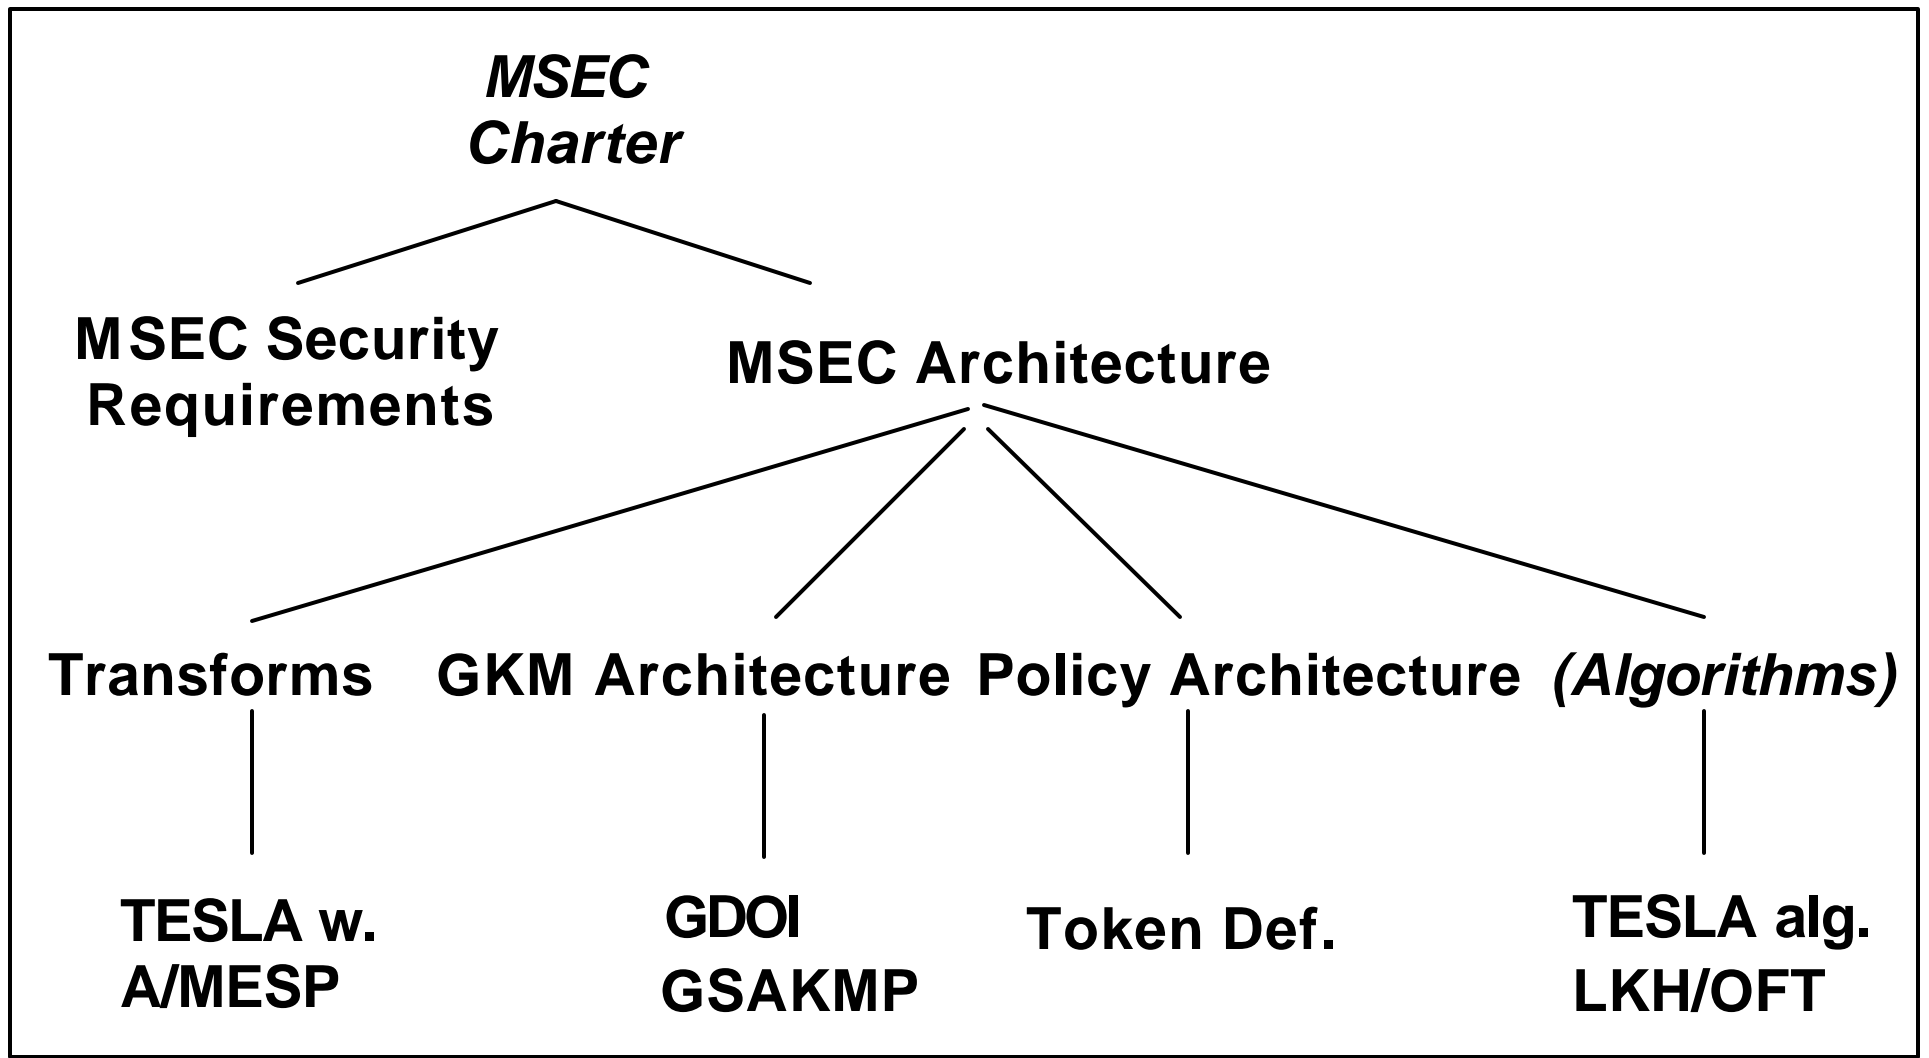 MSEC
Charter
MSEC Security
Requirements
MSEC Architecture
Transforms
GKM Architecture
Policy Architecture
(Algorithms)
TESLA w.
A/MESP
GDOI
GSAKMP
Token Def.
TESLA alg.
LKH/OFT